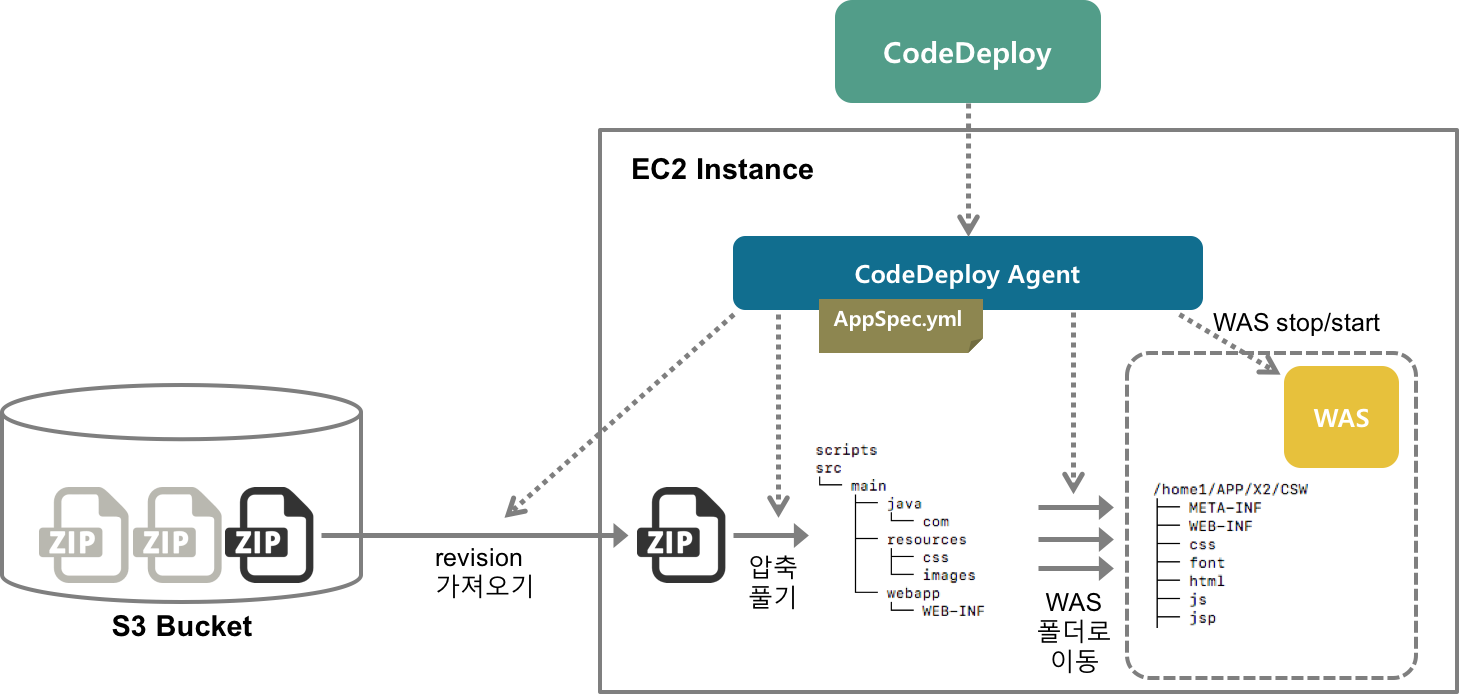 CodeDeploy
EC2 Instance
CodeDeploy Agent
AppSpec.yml
WAS stop/start
WAS
ZIP
ZIP
ZIP
S3 Bucket
revision
가져오기
ZIP
압축
풀기
scripts
src
main
java
com
resources
css
images
webapp
WEB-INF
WAS
폴더로
이동
/home1/APP/X2/CSW
META-INF
WEB-INF
css
font
html
js
jsp